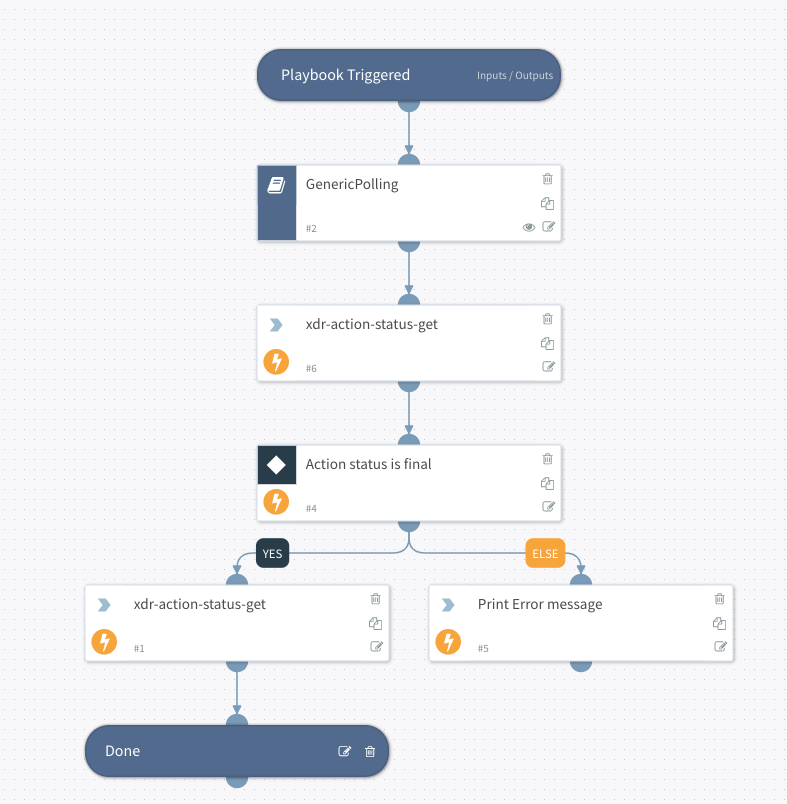 Playbook Triggered
Inputs / Outputs
GenericPolling
#2
xdr-action-status-get
#6
Action status is final
#4
YES
ELSE
xdr-action-status-get
#1
Print Error message
#5
Done